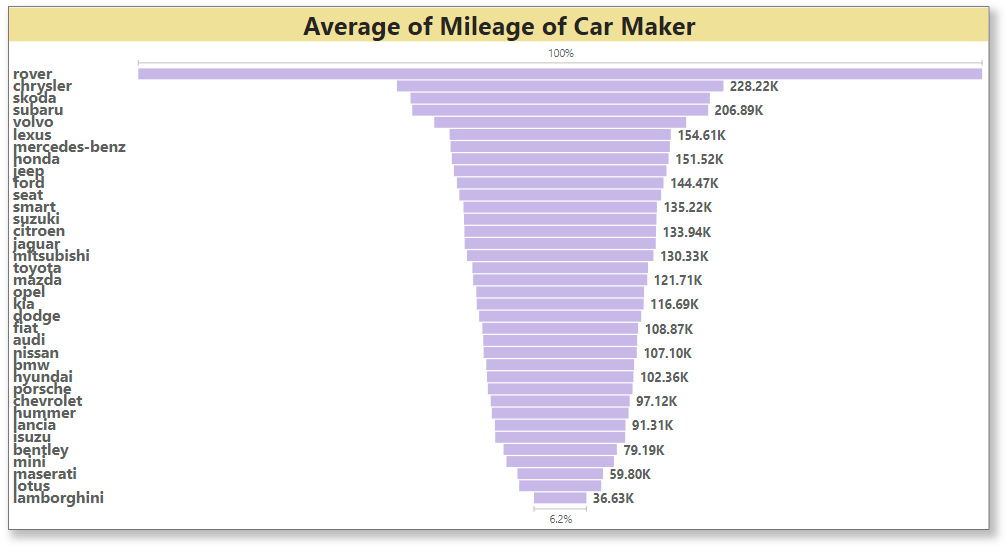 Average of Mileage of Car Maker
100%
rover
chrysler 228.22K
skoda
subaru 206.89K
volvo
lexus 154.61K
mercedes-benz
honda 151.52K
jeep
ford 144.47K
seat
smart 135.22K
suzuki
citroen 133.94K
jaguar
mitsubishi 130.33K
toyota
mazda 121.71K
opel
kia 116.69K
dodge
fiat 108.87K
audi
nissan 107.10K
bmw
hyundai 102.36K
porsche
chevrolet 97.12K
hummer
lancia 91.31K
isuzu
bentley 79.19K
mini
maserati 59.80K
lotus
lamborghini 36.63K
6.2%